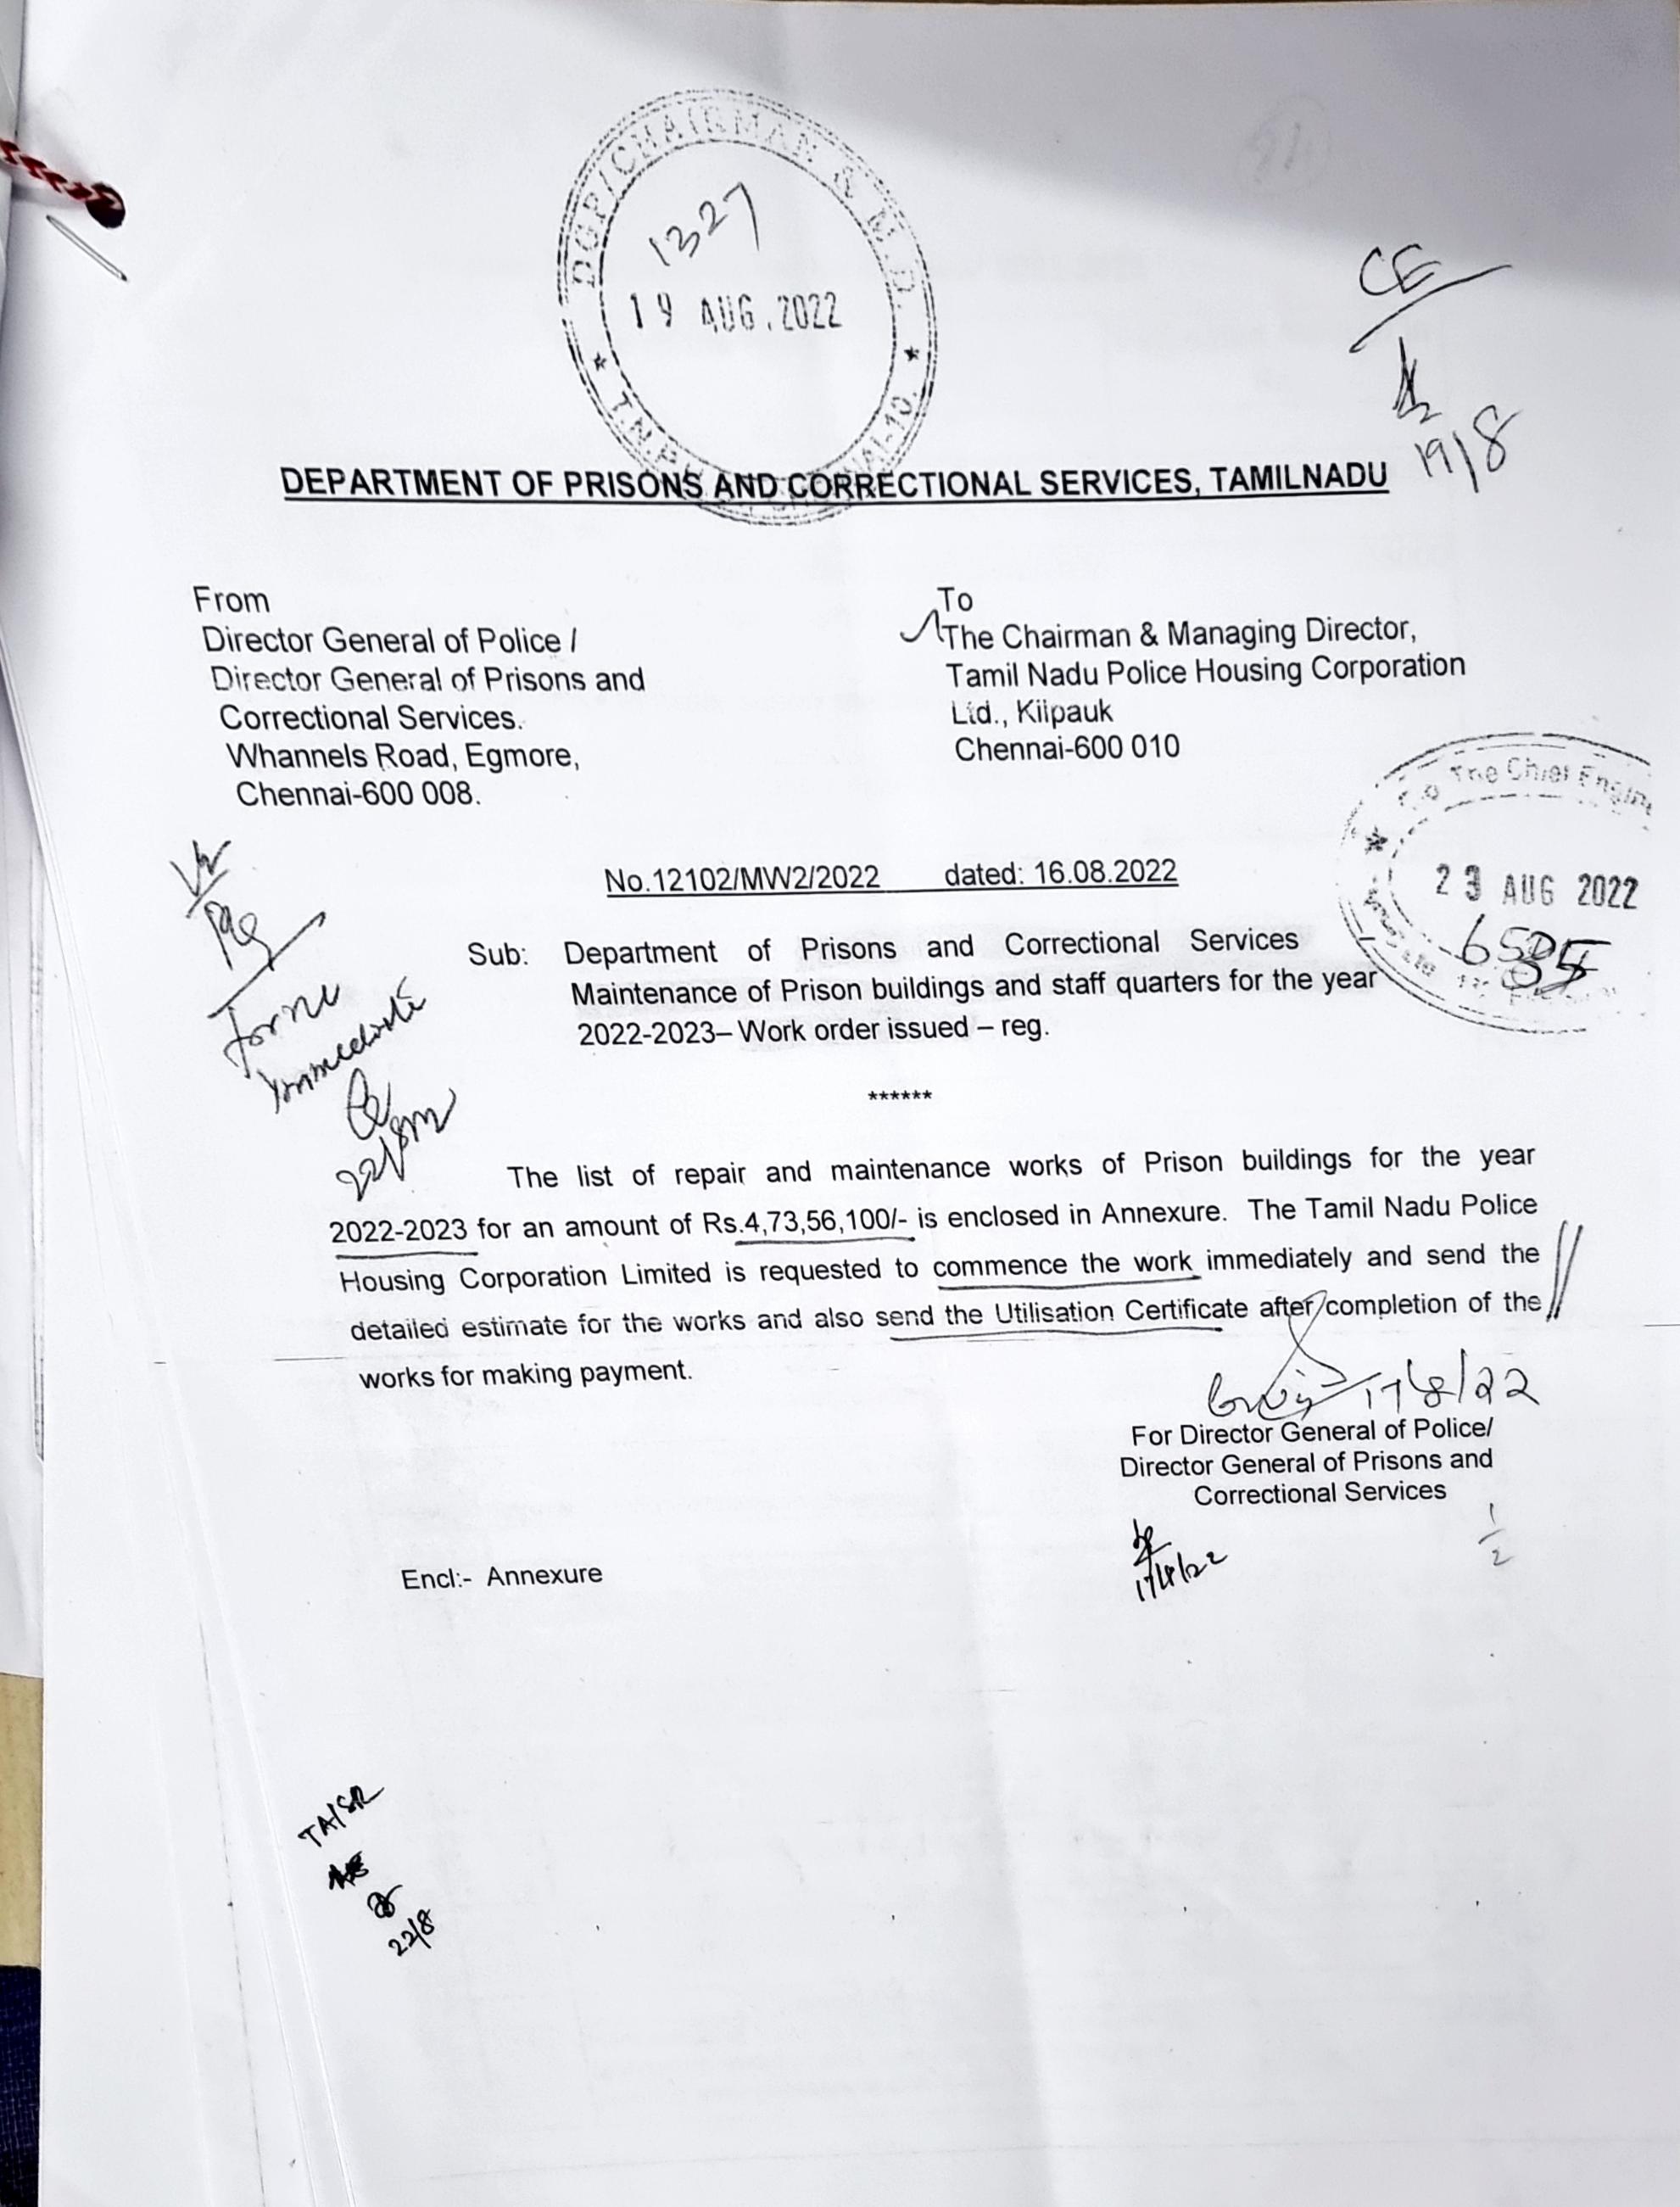 DGP/CHAIRMAN & M.D.
1327
19 AUG. 2022
CE
19/8
DEPARTMENT OF PRISONS AND CORRECTIONAL SERVICES, TAMILNADU
From
Director General of Police /
Director General of Prisons and
Correctional Services.
Whannels Road, Egmore,
Chennai-600 008.
To
The Chairman & Managing Director,
Tamil Nadu Police Housing Corporation
Ltd., Kilpauk
Chennai-600 010
The Chief Engin
23 AUG 2022
No.12102/MW2/2022 dated: 16.08.2022
Sub: Department of Prisons and Correctional Services
Maintenance of Prison buildings and staff quarters for the year
2022-2023– Work order issued – reg.
******
Immediate
22/8/22
The list of repair and maintenance works of Prison buildings for the year
2022-2023 for an amount of Rs.4,73,56,100/- is enclosed in Annexure. The Tamil Nadu Police
Housing Corporation Limited is requested to commence the work immediately and send the
detailed estimate for the works and also send the Utilisation Certificate after completion of the
works for making payment.
17/8/22
For Director General of Police/
Director General of Prisons and
Correctional Services
17/8/22
1/2
Encl:- Annexure
TA/SR
22/8